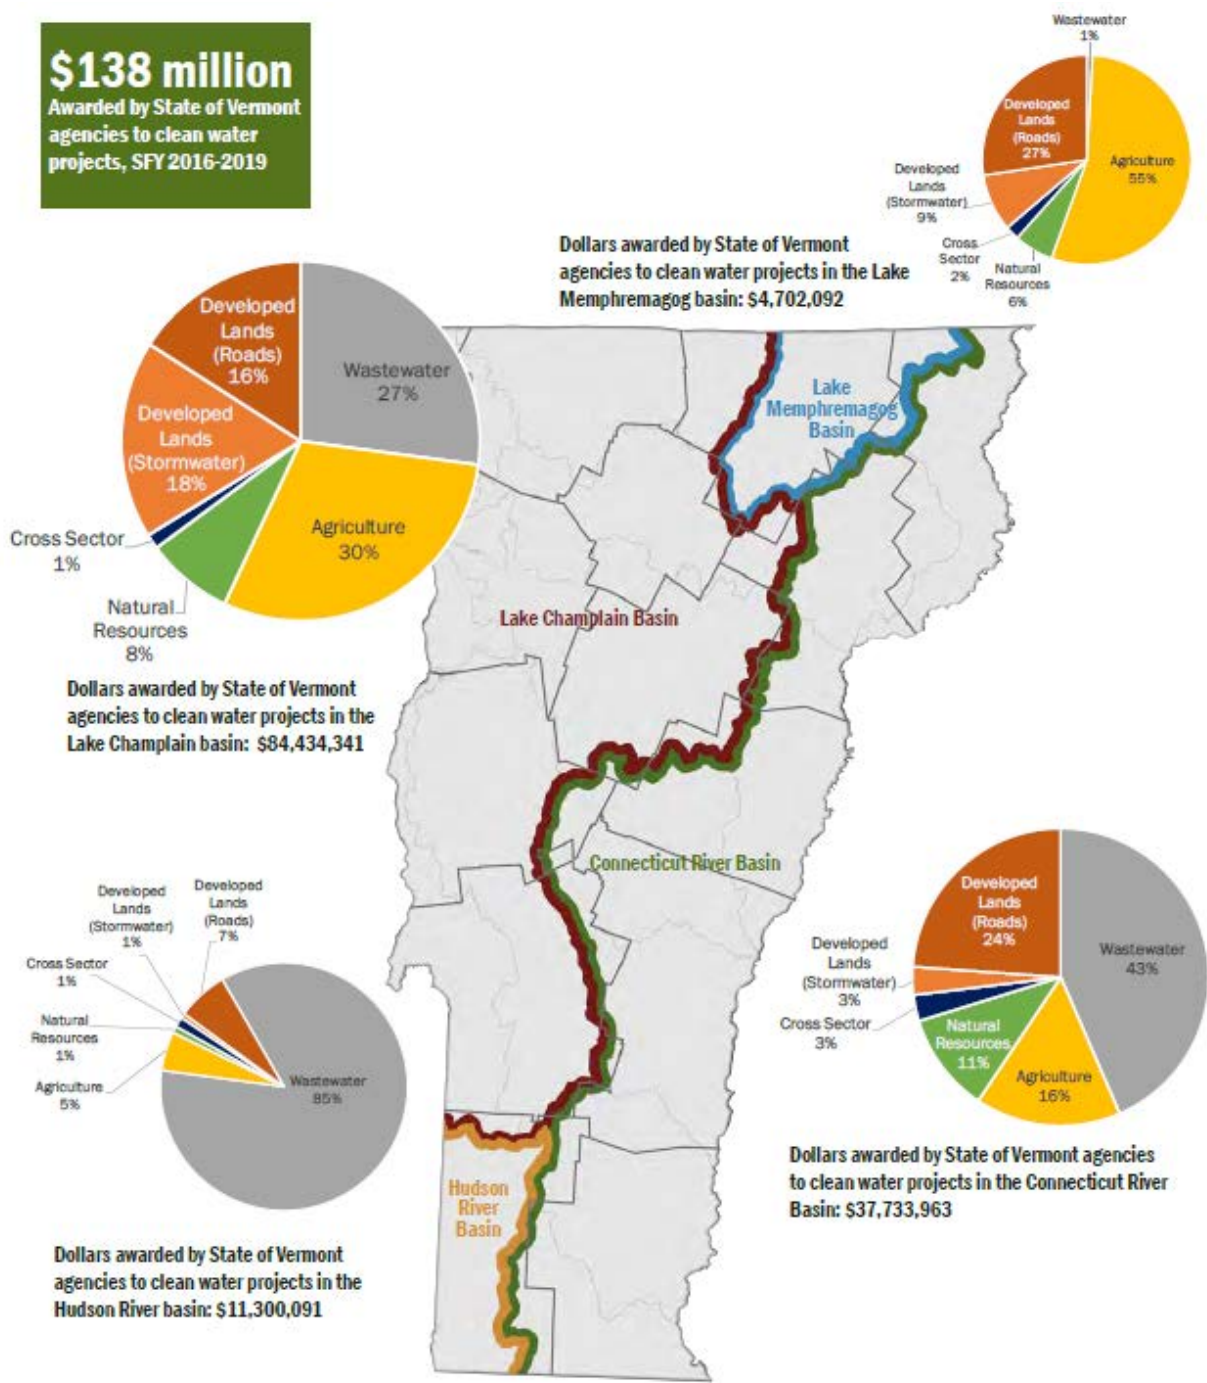 $138 million
Awarded by State of Vermont
agencies to clean water
projects, SFY 2016-2019
Wastewater
1%
Developed
Lands
(Roads)
27%
Agriculture
55%
Developed
Lands
(Stormwater)
9%
Cross
Sector
2%
Natural
Resources
6%
Dollars awarded by State of Vermont
agencies to clean water projects in the Lake
Memphremagog basin: $4,702,092
Developed
Lands
(Roads)
16%
Wastewater
27%
Developed
Lands
(Stormwater)
18%
Agriculture
30%
Cross Sector
1%
Natural
Resources
8%
Dollars awarded by State of Vermont
agencies to clean water projects in the
Lake Champlain basin: $84,434,341
Lake
Memphremagog
Basin
Lake Champlain Basin
Connecticut River Basin
Hudson
River
Basin
Developed
Lands
(Stormwater)
1%
Developed
Lands
(Roads)
7%
Cross Sector
1%
Natural
Resources
1%
Agriculture
5%
Wastewater
85%
Dollars awarded by State of Vermont
agencies to clean water projects in the
Hudson River basin: $11,300,091
Developed
Lands
(Roads)
24%
Wastewater
43%
Developed
Lands
(Stormwater)
3%
Cross Sector
3%
Natural
Resources
11%
Agriculture
16%
Dollars awarded by State of Vermont agencies
to clean water projects in the Connecticut River
Basin: $37,733,963